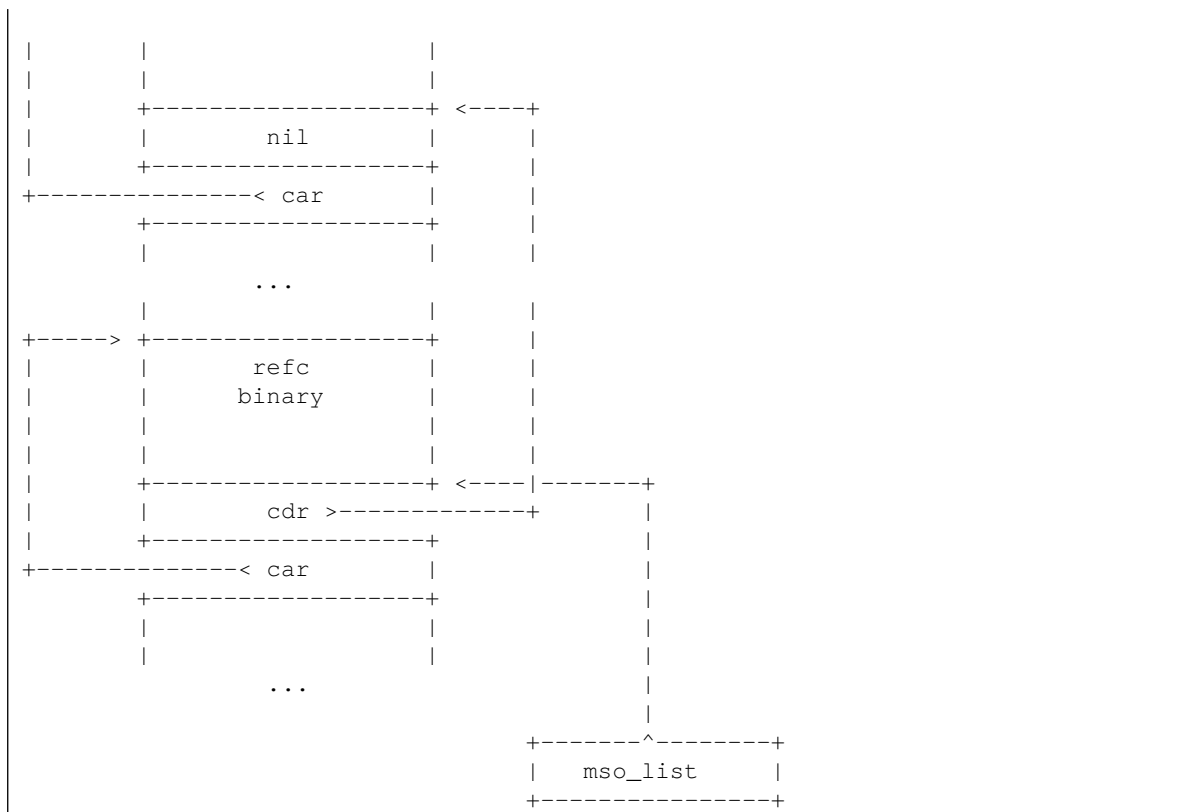 |       |                   |
|       |                   |
|       +-------------------+ <----+
|       |        nil        |      |
|       +-------------------+      |
+---------------< car       |      |
        +-------------------+      |
        |                   |      |
                ...
        |                   |      |
+-----> +-------------------+      |
|       |       refc        |      |
|       |      binary       |      |
|       |                   |      |
|       |                   |      |
|       +-------------------+ <----|-------+
|       |        cdr >-------------+       |
|       +-------------------+              |
+--------------< car        |              |
        +-------------------+              |
        |                   |              |
        |                   |              |
                 ...                       |
                                           |
                                   +-------^--------+
                                   |   mso_list     |
                                   +----------------+